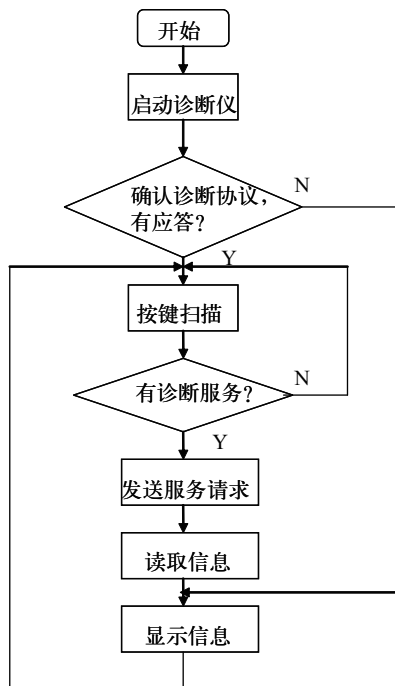 开始
启动诊断仪
确认诊断协议，
有应答？
N
Y
按键扫描
有诊断服务？
N
Y
发送服务请求
读取信息
显示信息